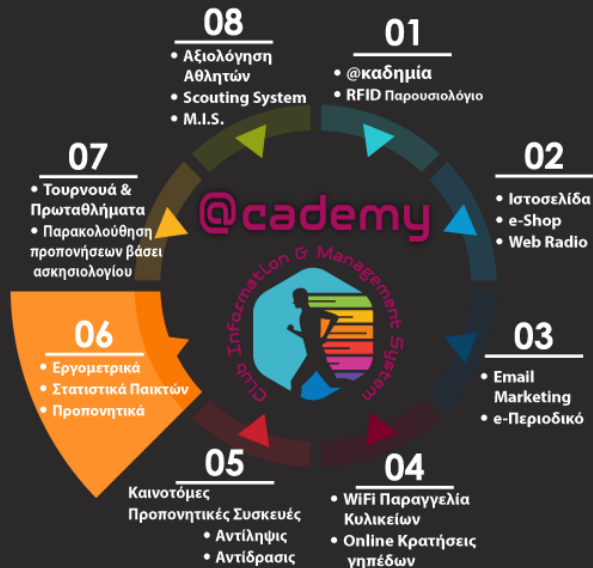 08
• Αξιολόγηση
Αθλητών
• Scouting System
• M.I.S.
01
• @καδημία
• RFID Παρουσιολόγιο
02
• Ιστοσελίδα
• e-Shop
• Web Radio
03
• Email
Marketing
• e-Περιοδικό
04
• WiFi Παραγγελία
Κυλικείων
• Online Κρατήσεις
γηπέδων
05
Καινοτόμες
Προπονητικές Συσκευές
• Αντίληψις
• Αντίδρασις
06
• Εργομετρικά
• Στατιστικά Παικτών
• Προπονητικά
07
• Τουρνουά &
Πρωταθλήματα
• Παρακολούθηση
προπονήσεων βάσει
ασκησιολογίου
@cademy
Club Information & Management System